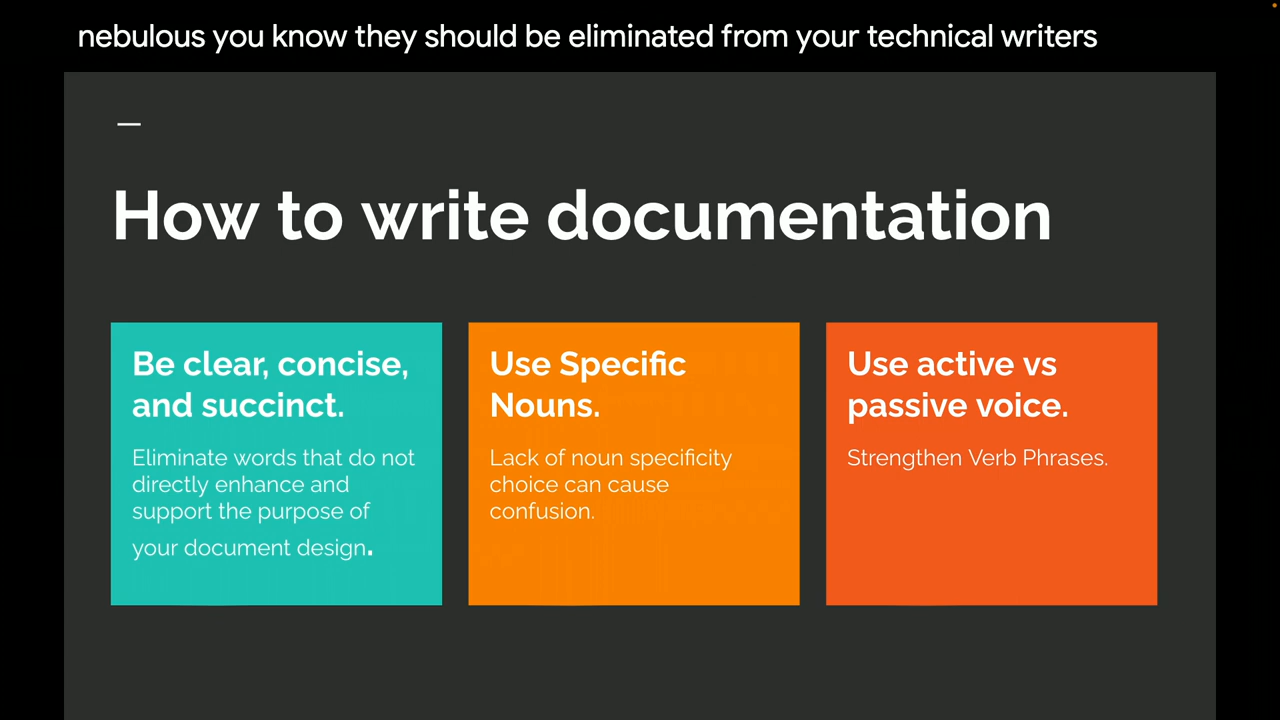 nebulous you know they should be eliminated from your technical writers
How to write documentation
Be clear, concise,
and succinct.
Eliminate words that do not
directly enhance and
support the purpose of
your document design.
Use Specific
Nouns.
Lack of noun specificity
choice can cause
confusion.
Use active vs
passive voice.
Strengthen Verb Phrases.